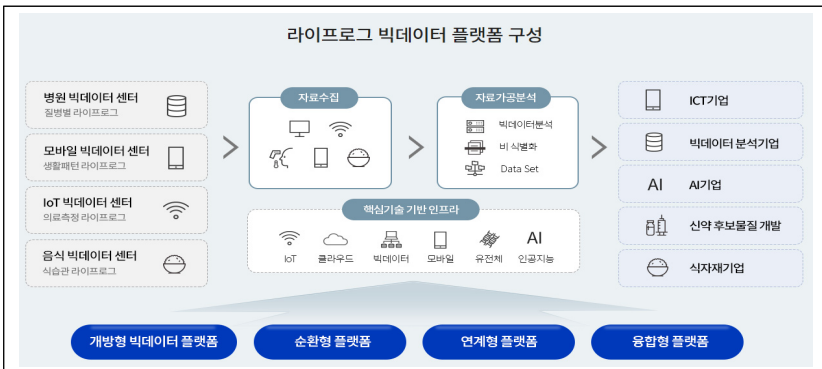 라이프로그 빅데이터 플랫폼 구성
병원 빅데이터 센터
질병별 라이프로그
모바일 빅데이터 센터
생활패턴 라이프로그
IoT 빅데이터 센터
의료측정 라이프로그
음식 빅데이터 센터
식습관 라이프로그
자료수집
자료가공분석
빅데이터분석
비 식별화
Data Set
핵심기술 기반 인프라
IoT
클라우드
빅데이터
모바일
유전체
AI
인공지능
ICT기업
빅데이터 분석기업
AI
AI기업
신약 후보물질 개발
식자재기업
개방형 빅데이터 플랫폼
순환형 플랫폼
연계형 플랫폼
융합형 플랫폼